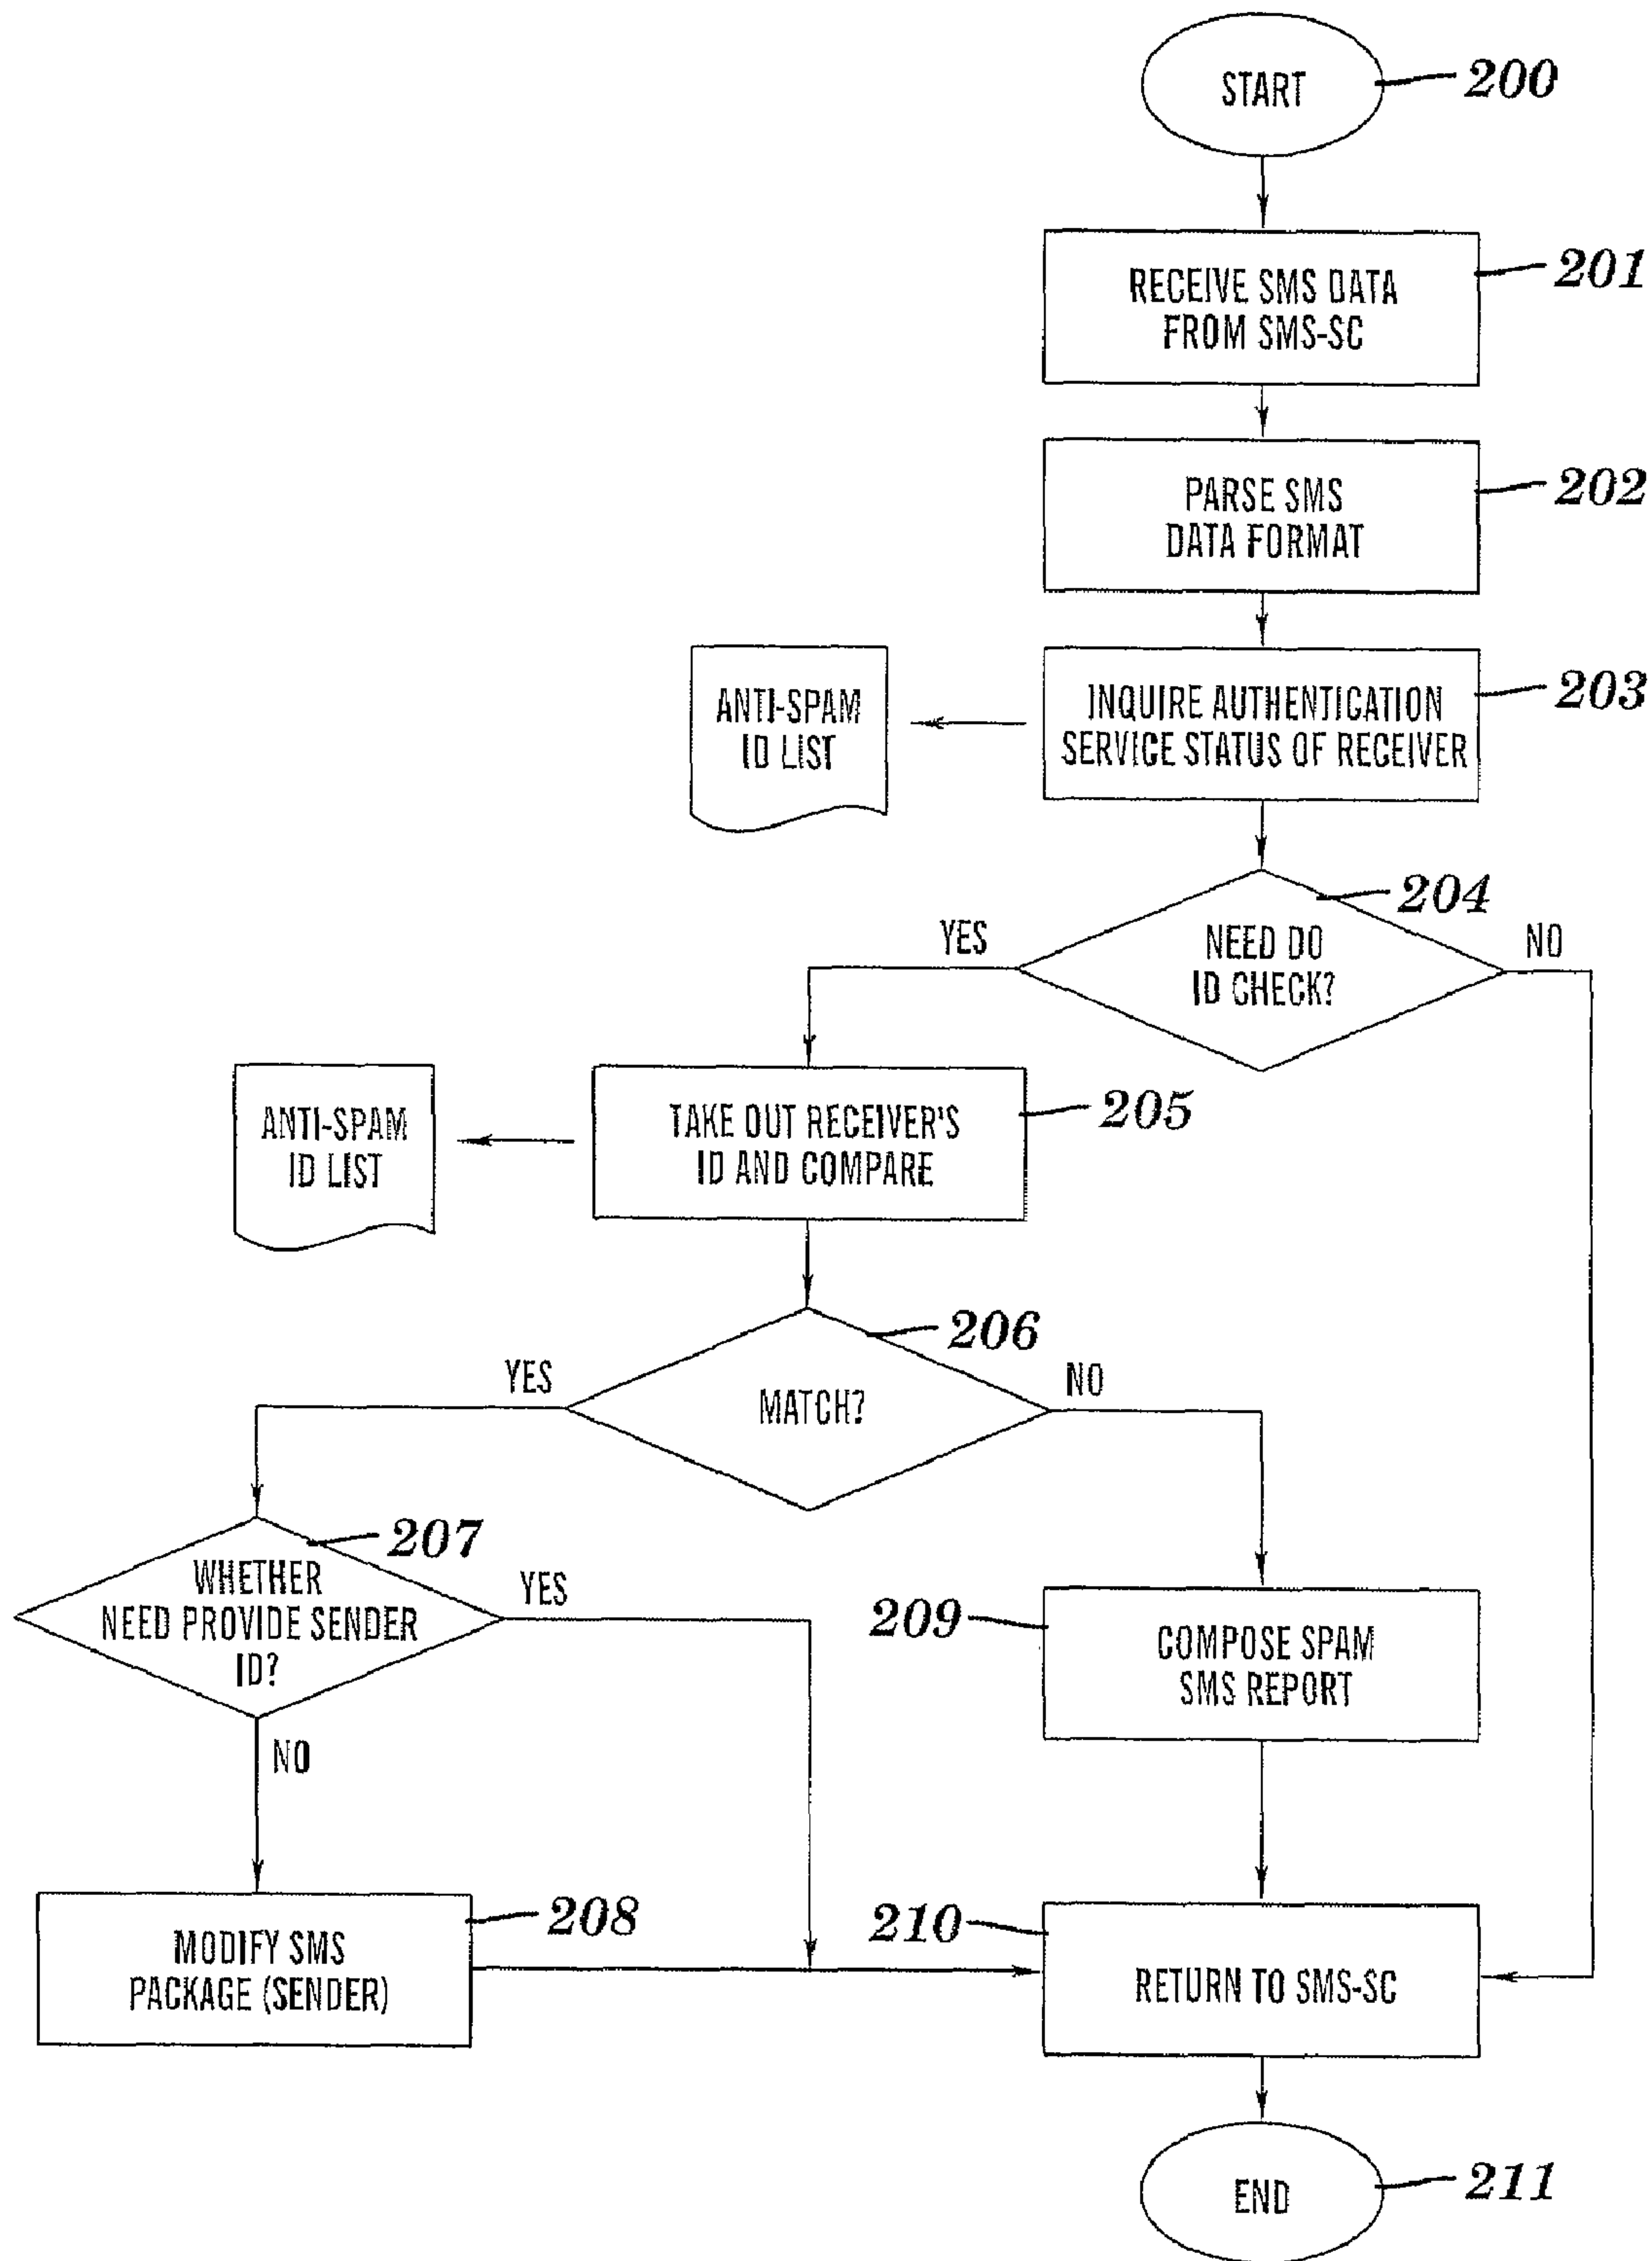 START
200
RECEIVE SMS DATA
FROM SMS-SC
201
PARSE SMS
DATA FORMAT
202
ANTI-SPAM
ID LIST
INQUIRE AUTHENTICATION
SERVICE STATUS OF RECEIVER
203
204
YES
NEED DO
ID CHECK?
NO
ANTI-SPAM
ID LIST
TAKE OUT RECEIVER'S
ID AND COMPARE
205
206
YES
MATCH?
NO
207
WHETHER
NEED PROVIDE SENDER
ID?
YES
NO
209
COMPOSE SPAM
SMS REPORT
MODIFY SMS
PACKAGE (SENDER)
208
210
RETURN TO SMS-SC
END
211